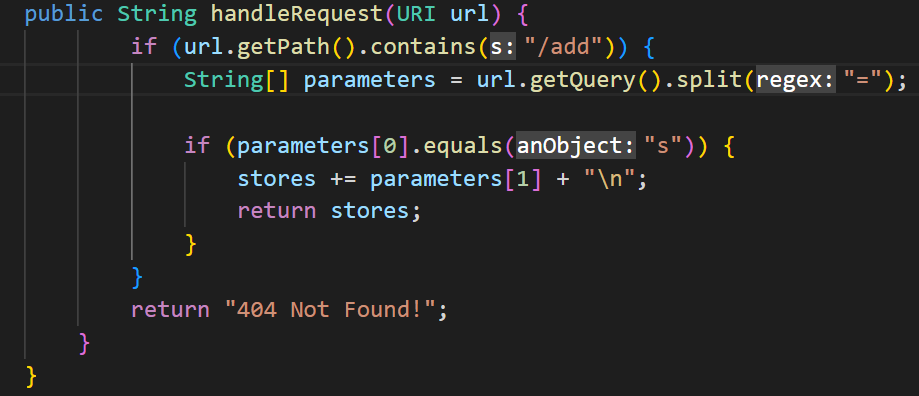 public String handleRequest(URI url) {
if (url.getPath().contains(s: "/add")) {
String[] parameters = url.getQuery().split(regex: "=");
if (parameters[0].equals(anObject: "s")) {
stores += parameters[1] + "\n";
return stores;
}
}
return "404 Not Found!";
}
}